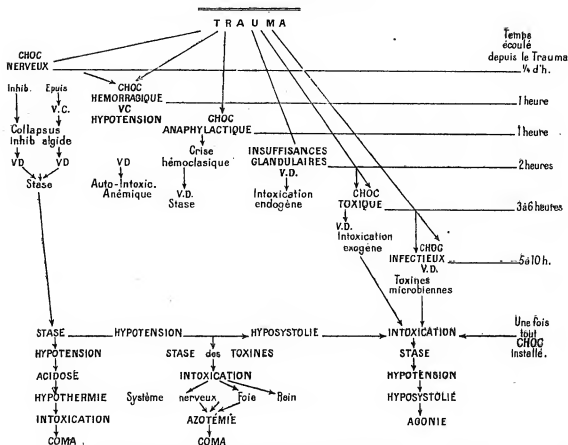 TRAUMA
Temps
écoulé
depuis le Trauma
¼ d'h.
CHOC
NERVEUX
Inhib. Epuis
V.C.
Collapsus
inhib algide
VD VD
Stase
CHOC
HEMORRAGIQUE
VC
HYPOTENSION
1 heure
VD
Auto-Intoxic.
Anémique
CHOC
ANAPHYLACTIQUE
1 heure
Crise
hémoclasique
V.D.
Stase
INSUFFISANCES
GLANDULAIRES
V.D.
2 heures
Intoxication
endogène
CHOC
TOXIQUE
3 à 6 heures
V.D.
Intoxication
exogène
CHOC
INFECTIEUX
V.D.
5 à 10 h.
Toxines
microbiennes
STASE HYPOTENSION HYPOSYSTOLIE INTOXICATION
Une fois
tout
CHOC
installé.
HYPOTENSION
ACIDOSE
HYPOTHERMIE
INTOXICATION
COMA
STASE des TOXINES
INTOXICATION
Système nerveux Foie Rein
AZOTÉMIE
COMA
STASE
HYPOTENSION
HYPOSYSTOLIÉ
AGONIE